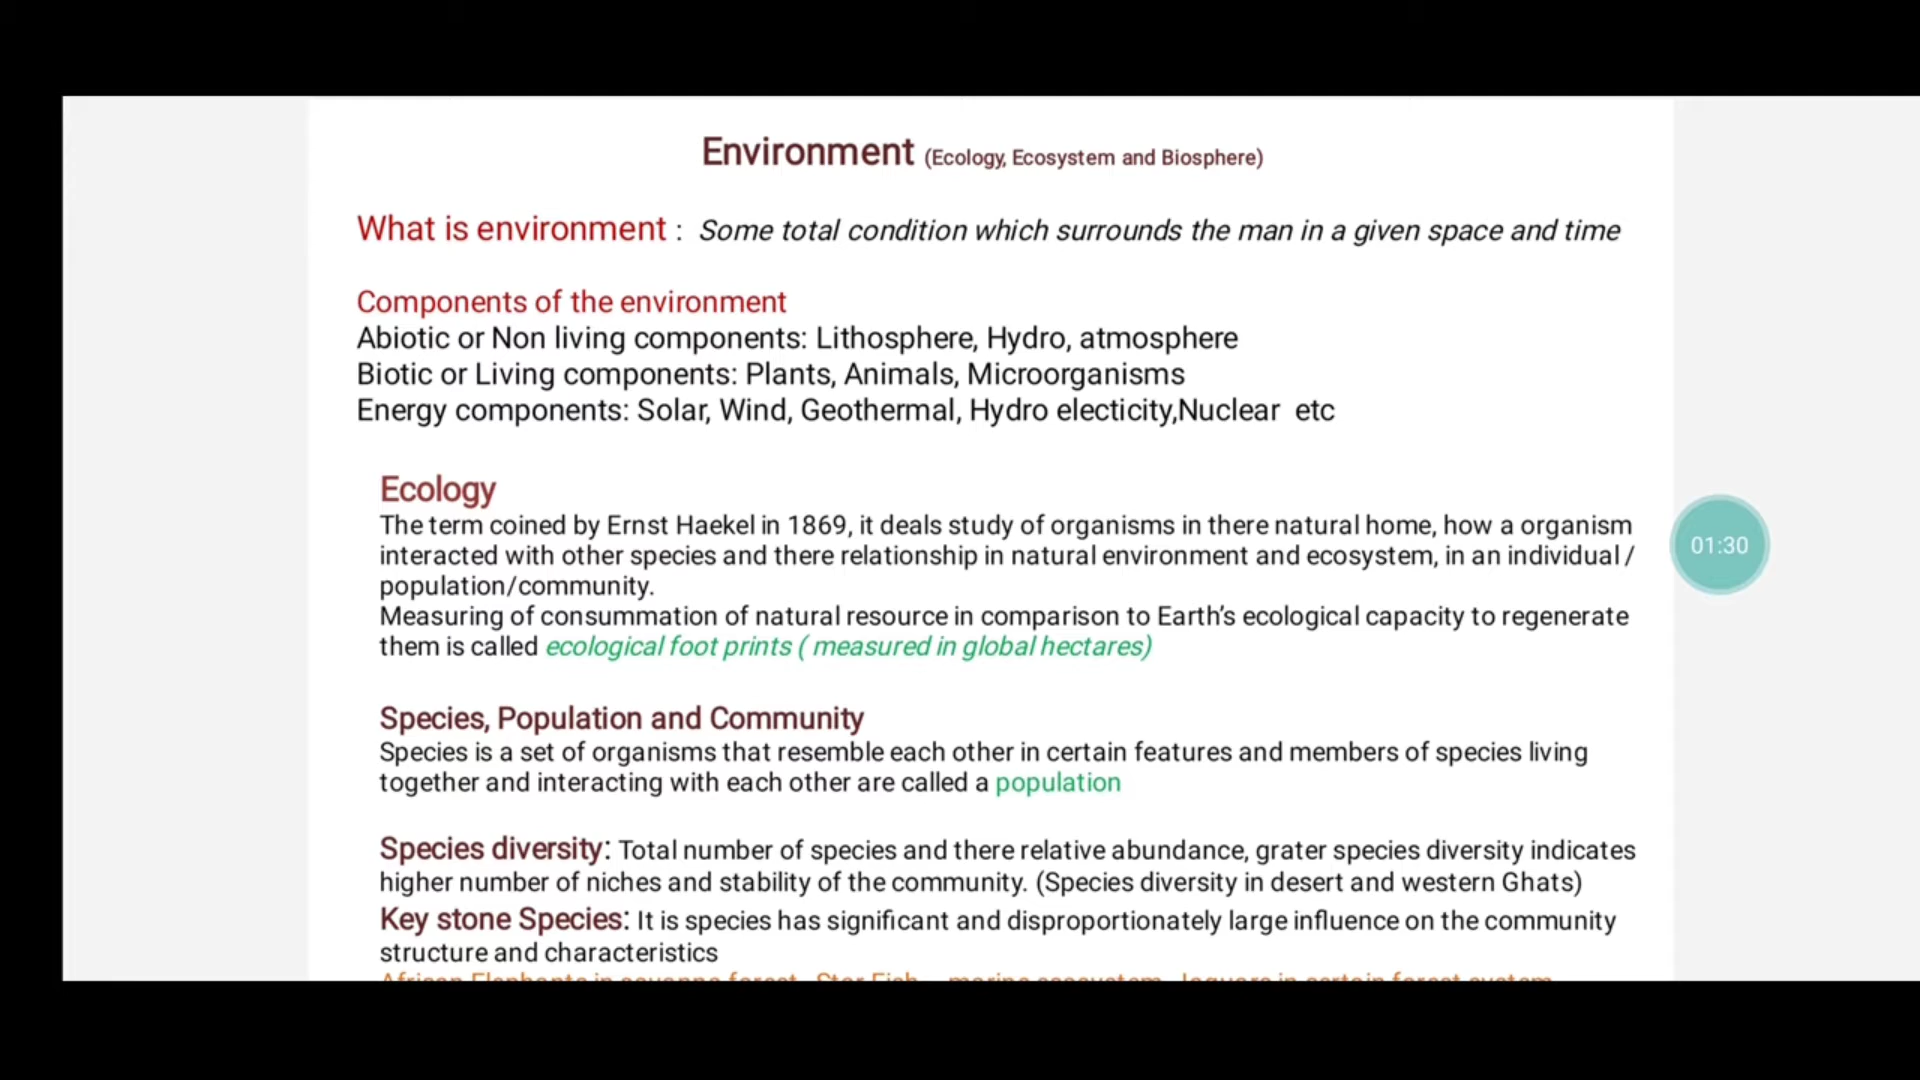 Environment (Ecology, Ecosystem and Biosphere)
What is environment : Some total condition which surrounds the man in a given space and time
Components of the environment
Abiotic or Non living components: Lithosphere, Hydro, atmosphere
Biotic or Living components: Plants, Animals, Microorganisms
Energy components: Solar, Wind, Geothermal, Hydro electicity,Nuclear etc
Ecology
The term coined by Ernst Haekel in 1869, it deals study of organisms in there natural home, how a organism
interacted with other species and there relationship in natural environment and ecosystem, in an individual /
population/community.
01:30
Measuring of consummation of natural resource in comparison to Earth's ecological capacity to regenerate
them is called ecological foot prints ( measured in global hectares)
Species, Population and Community
Species is a set of organisms that resemble each other in certain features and members of species living
together and interacting with each other are called a population
Species diversity: Total number of species and there relative abundance, grater species diversity indicates
higher number of niches and stability of the community. (Species diversity in desert and western Ghats)
Key stone Species: It is species has significant and disproportionately large influence on the community
structure and characteristics